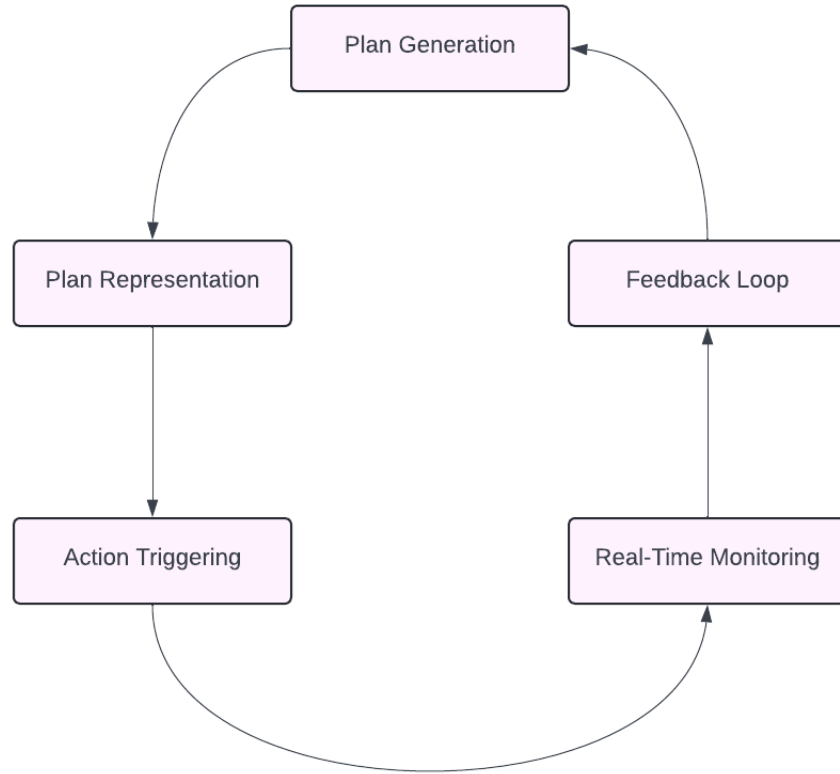 Plan Generation
Plan Representation
Feedback Loop
Action Triggering
Real-Time Monitoring